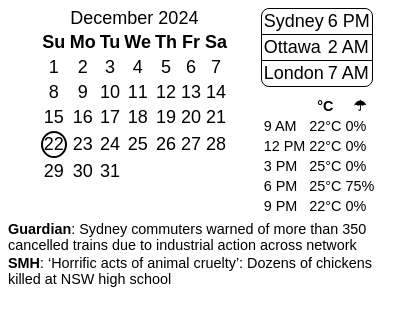 December 2024
Su Mo Tu We Th Fr Sa
1 2 3 4 5 6 7
8 9 10 11 12 13 14
15 16 17 18 19 20 21
22 23 24 25 26 27 28
29 30 31
Sydney 6 PM
Ottawa 2 AM
London 7 AM
°C ☂
9 AM 22°C 0%
12 PM 22°C 0%
3 PM 25°C 0%
6 PM 25°C 75%
9 PM 22°C 0%
Guardian: Sydney commuters warned of more than 350
cancelled trains due to industrial action across network
SMH: ‘Horrific acts of animal cruelty’: Dozens of chickens
killed at NSW high school